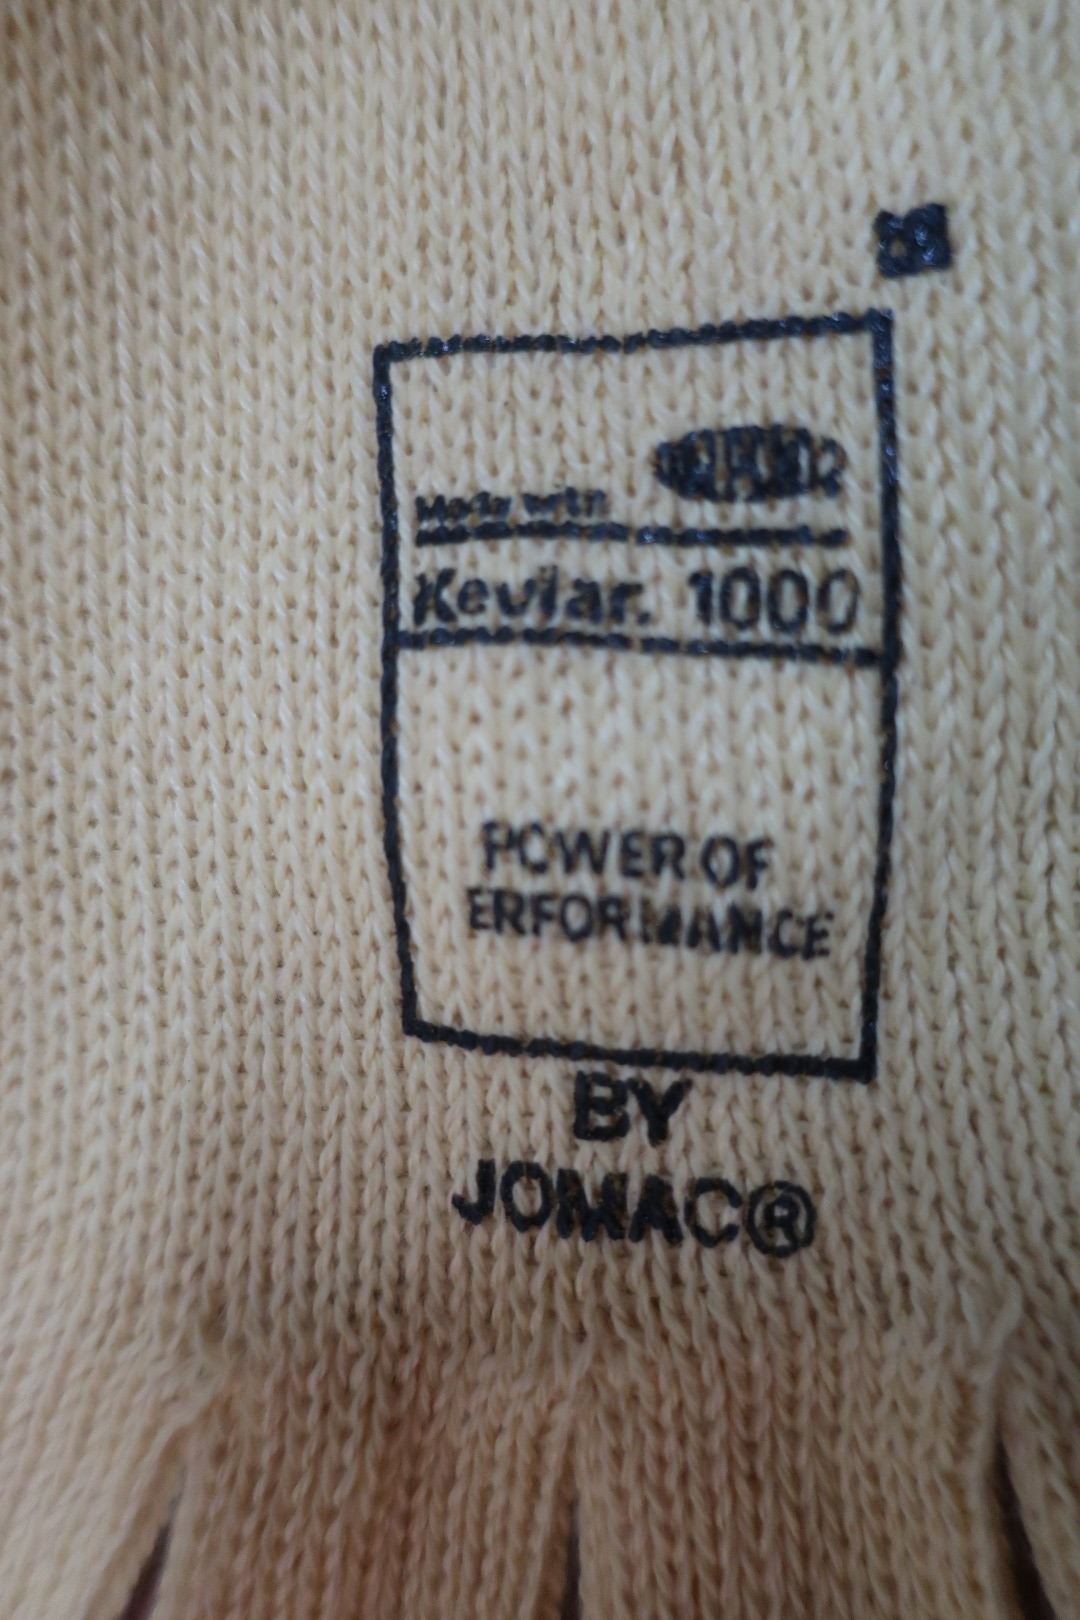 Made with
Kevlar. 1000
POWER OF
ERFORMANCE
BY
JOMAC®